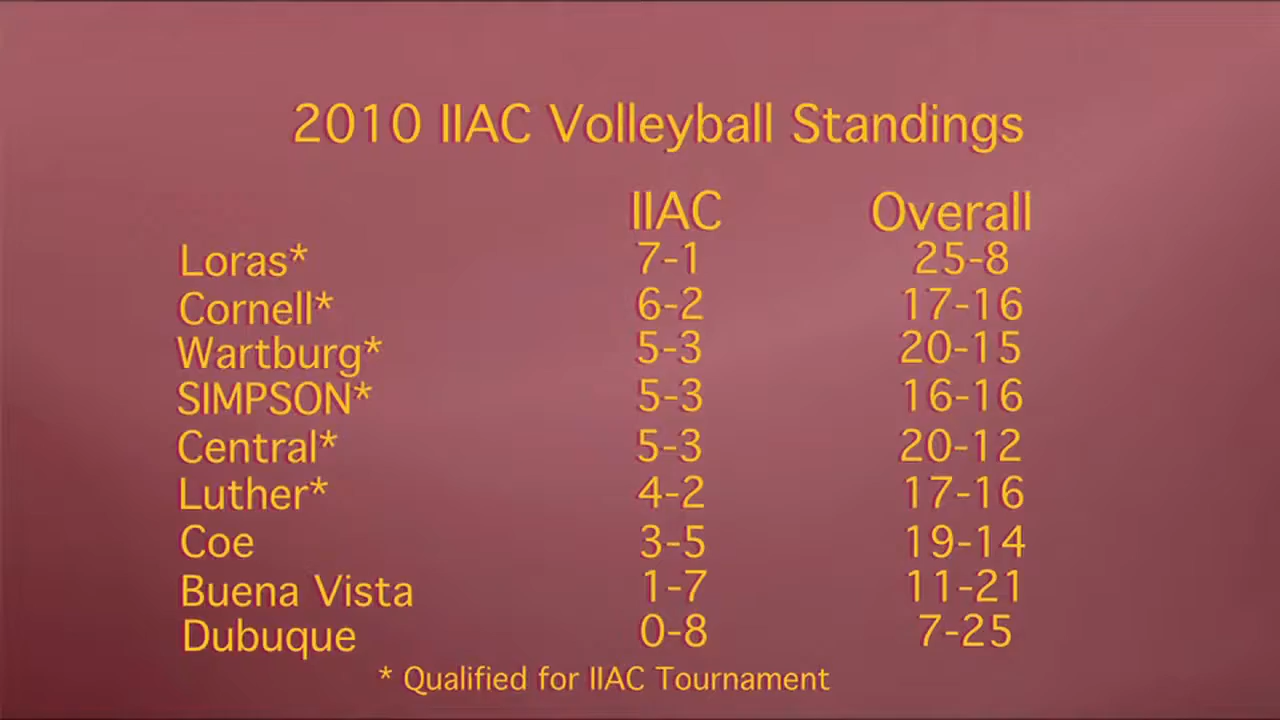 2010 IIAC Volleyball Standings
IIAC Overall
Loras* 7-1 25-8
Cornell* 6-2 17-16
Wartburg* 5-3 20-15
SIMPSON* 5-3 16-16
Central* 5-3 20-12
Luther* 4-2 17-16
Coe 3-5 19-14
Buena Vista 1-7 11-21
Dubuque 0-8 7-25
* Qualified for IIAC Tournament